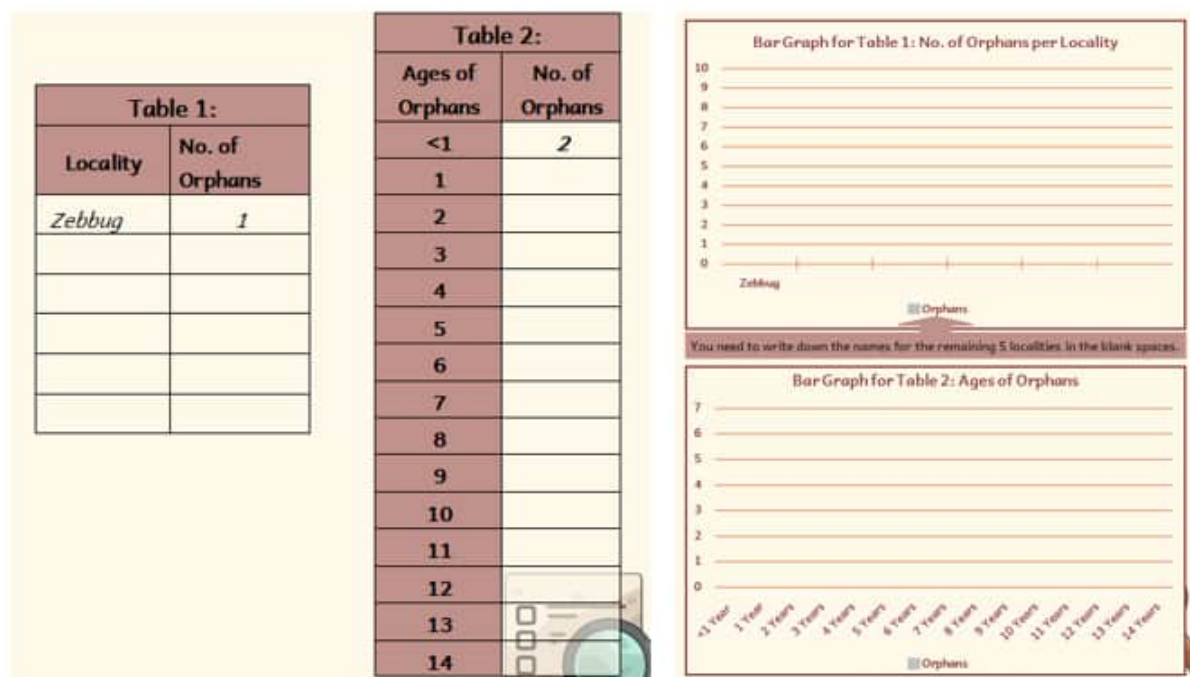 Table 1:
Locality
No. of
Orphans
Zebbug 1
Table 2:
Ages of
Orphans
No. of
Orphans
<1 2
1
2
3
4
5
6
7
8
9
10
11
12
13
14
Bar Graph for Table 1: No. of Orphans per Locality
10
9
8
7
6
5
4
3
2
1
0
Zebbug
Orphans
You need to write down the names for the remaining 5 localities in the blank spaces.
Bar Graph for Table 2: Ages of Orphans
7
6
5
4
3
2
1
0
<1 Year
1 Year
2 Years
3 Years
4 Years
5 Years
6 Years
7 Years
8 Years
9 Years
10 Years
11 Years
12 Years
13 Years
14 Years
Orphans